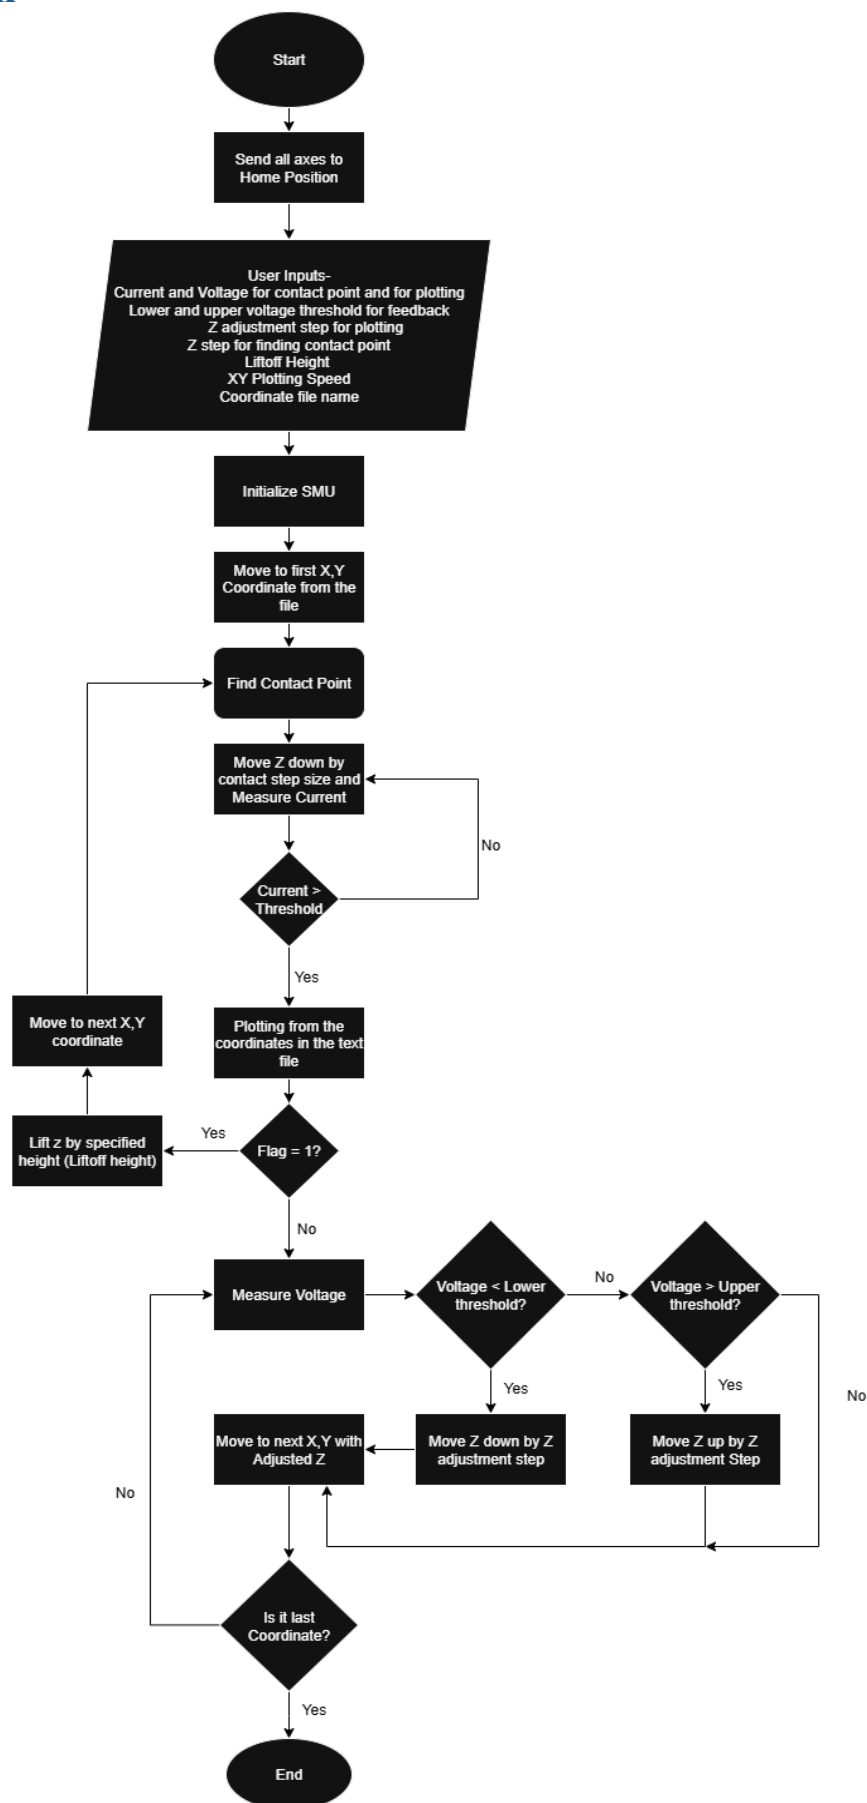 Start
Send all axes to
Home Position
User Inputs-
Current and Voltage for contact point and for plotting
Lower and upper voltage threshold for feedback
Z adjustment step for plotting
Z step for finding contact point
Liftoff Height
XY Plotting Speed
Coordinate file name
Initialize SMU
Move to first X,Y
Coordinate from the
file
Find Contact Point
Move Z down by
contact step size and
Measure Current
No
Current >
Threshold
Yes
Move to next X,Y
coordinate
Plotting from the
coordinates in the text
file
Lift z by specified
height (Liftoff height)
Yes
Flag = 1?
No
Measure Voltage
Voltage < Lower
threshold?
No
Voltage > Upper
threshold?
Yes
Yes
No
Move to next X,Y with
Adjusted Z
Move Z down by Z
adjustment step
Move Z up by Z
adjustment Step
No
Is it last
Coordinate?
Yes
End